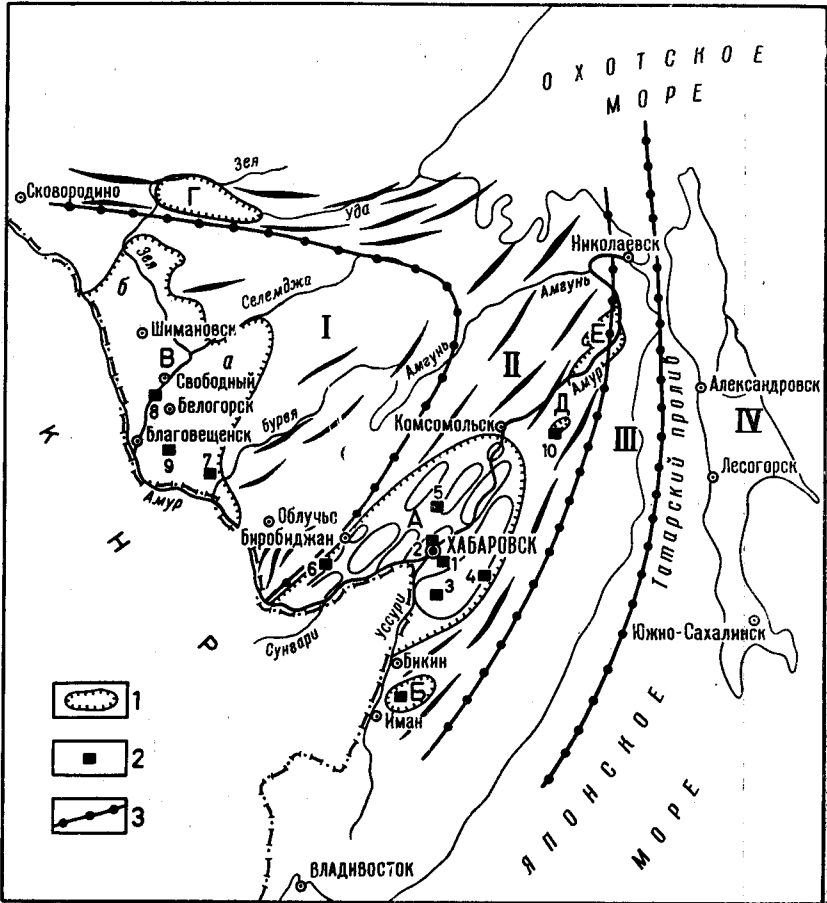 ОХОТСКОЕ
МОРЕ
Зея
Сковородино
Г
Уда
Николаевск
Зея
б
Селемджа
Амгунь
I
Шимановск
а
Е
II
В
Амгунь
Амур
Свободный
Александровск
8
Белогорск
Бурея
Д
IV
К
Комсомольск
Благовещенск
10
III
9
7
Татарский пролив
Лесогорск
Амур
5
Облучье
А
Н
Биробиджан
2
ХАБАРОВСК
1
6
4
3
Уссури
Сунгари
Южно-Сахалинск
Р
Бикин
Б
1
Иман
2
3
ЯПОНСКОЕ
МОРЕ
ВЛАДИВОСТОК